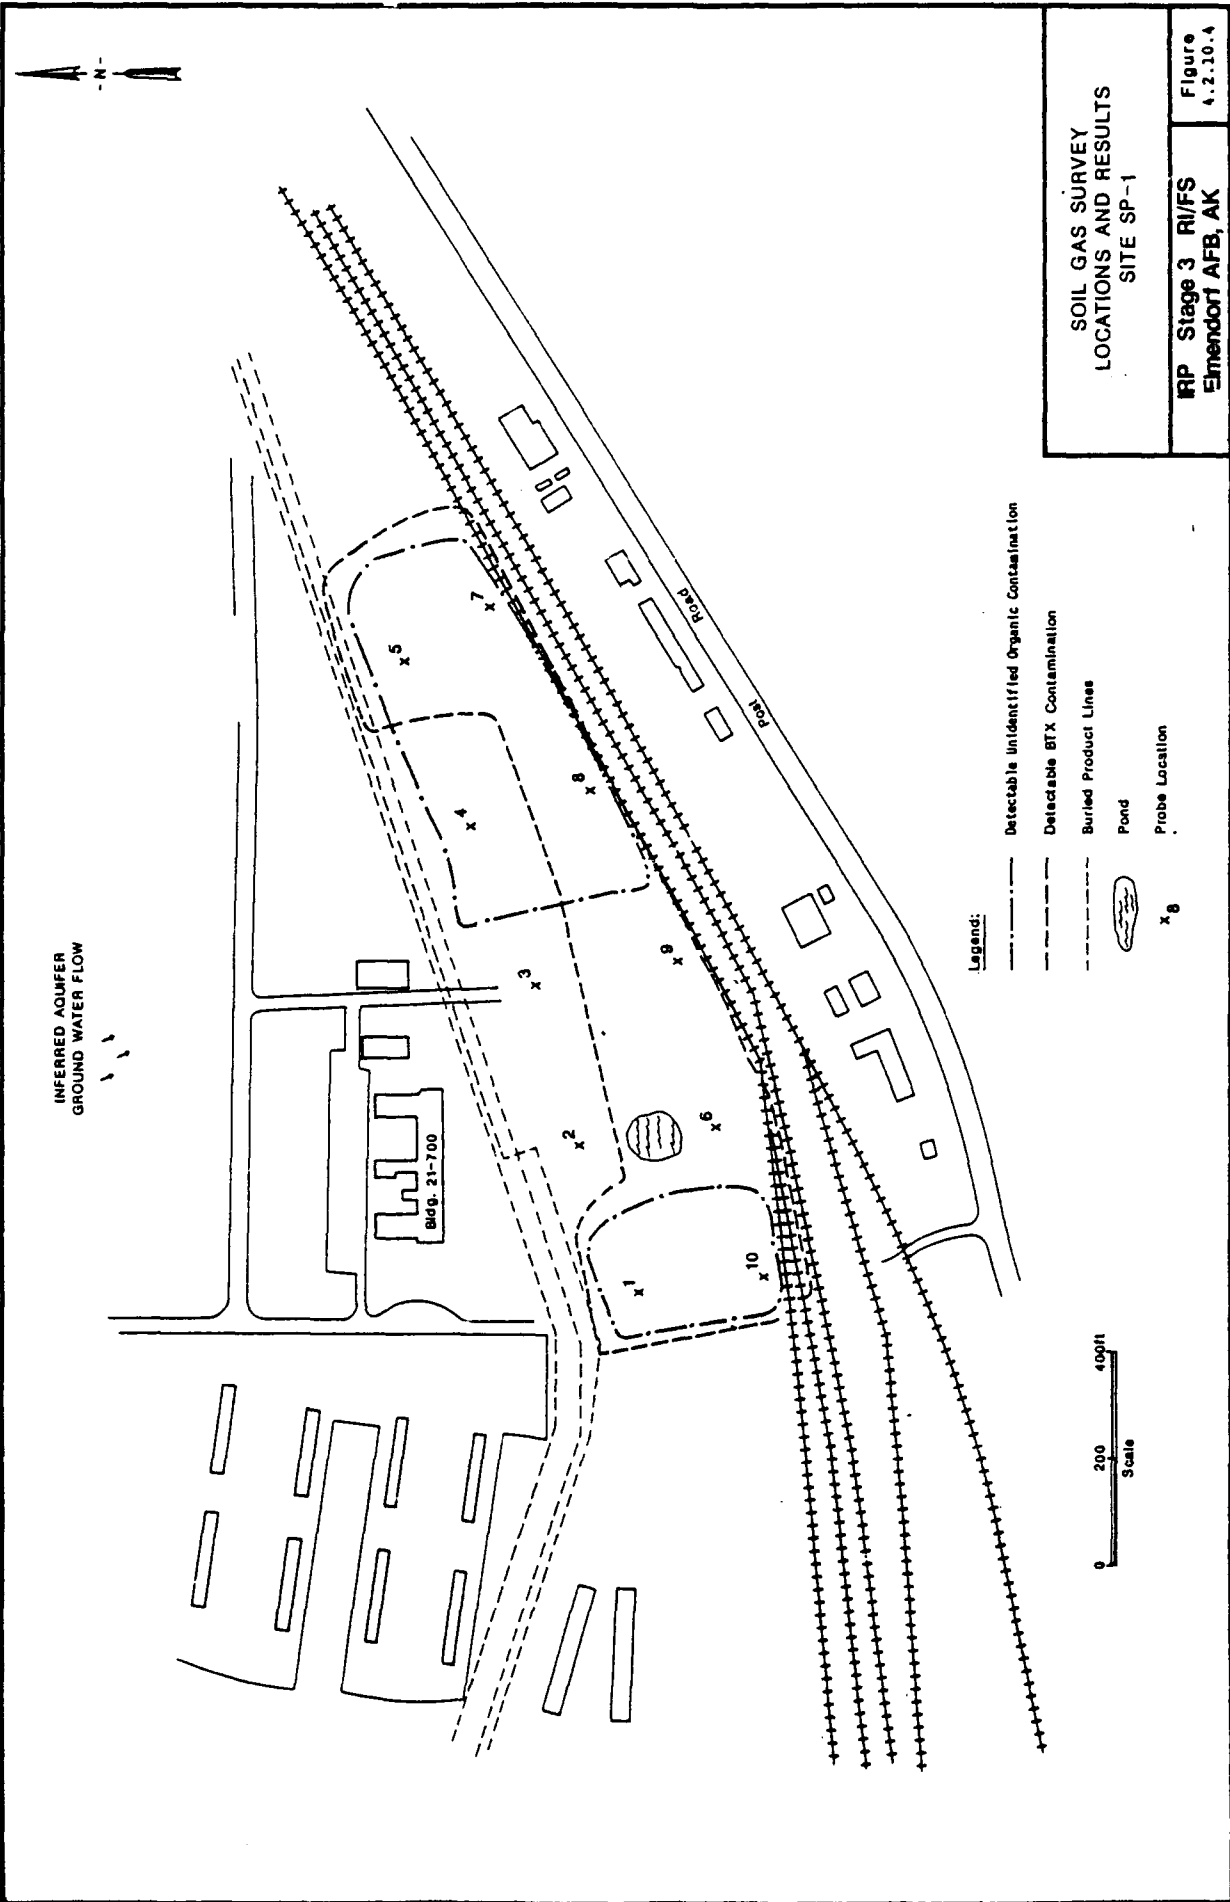 -N-
INFERRED AQUIFER
GROUND WATER FLOW
Bldg. 21-700
x 1
x 2
x 3
x 4
x 5
x 6
x 7
x 8
x 9
x 10
Post Road
Legend:
Detectable Unidentified Organic Contamination
Detectable BTX Contamination
Buried Product Lines
Pond
x 8
Probe Location
0 200 400ft
Scale
SOIL GAS SURVEY
LOCATIONS AND RESULTS
SITE SP-1
IRP Stage 3 RI/FS
Elmendorf AFB, AK
Figure
4.2.10.4